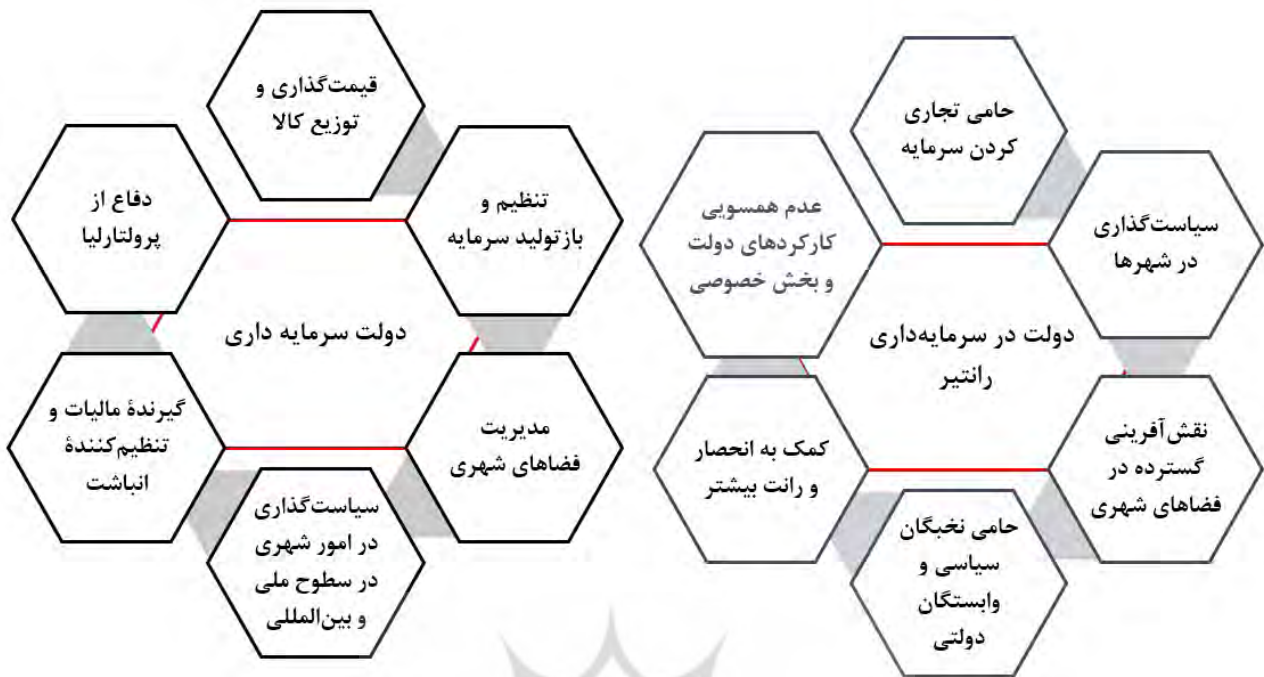 حامی تجاری
کردن سرمایه
سیاست‌گذاری
در شهرها
نقش‌آفرینی
گسترده در
فضاهای شهری
حامی نخبگان
سیاسی و
وابستگان
دولتی
کمک به انحصار
و رانت بیشتر
عدم همسویی
کارکردهای دولت
و بخش خصوصی
دولت در سرمایه‌داری
رانتیر
قیمت‌گذاری و
توزیع کالا
تنظیم و
بازتولید سرمایه
مدیریت
فضاهای شهری
سیاست‌گذاری
در امور شهری
در سطوح ملی
و بین‌المللی
گیرندهٔ مالیات و
تنظیم‌کنندهٔ
انباشت
دفاع از
پرولتارلیا
دولت سرمایه داری